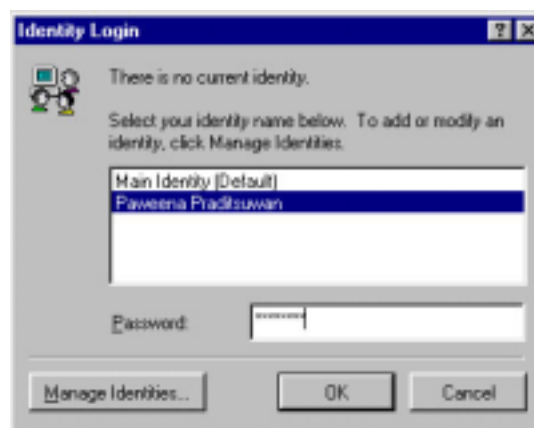 Identity Login
There is no current identity.
Select your identity name below. To add or modify an
identity, click Manage Identities.
Main Identity (Default)
Paweena Praditsuwan
Password:
Manage Identities...
OK
Cancel